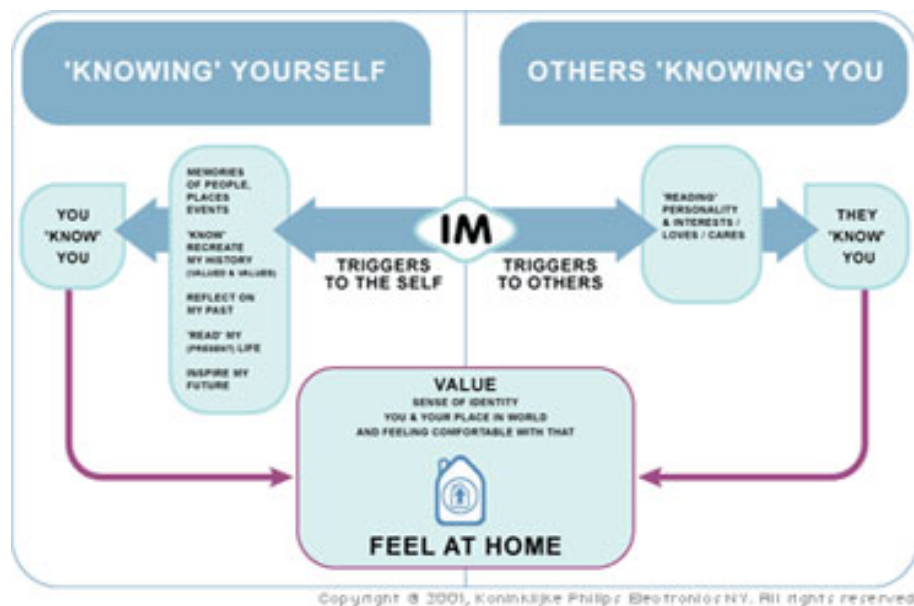 'KNOWING' YOURSELF
OTHERS 'KNOWING' YOU
YOU
'KNOW'
YOU
MEMORIES
OF PEOPLE,
PLACES
EVENTS
'KNOW'
RECREATE
MY HISTORY
(VALUED & VALUES)
REFLECT ON
MY PAST
'READ' MY
(PRESENT) LIFE
INSPIRE MY
FUTURE
IM
TRIGGERS
TO THE SELF
TRIGGERS
TO OTHERS
'READING'
PERSONALITY
& INTERESTS /
LOVES / CARES
THEY
'KNOW'
YOU
VALUE
SENSE OF IDENTITY
YOU & YOUR PLACE IN WORLD
AND FEELING COMFORTABLE WITH THAT
FEEL AT HOME
Copyright © 2001, Koninklijke Philips Electronics NV. All rights reserved